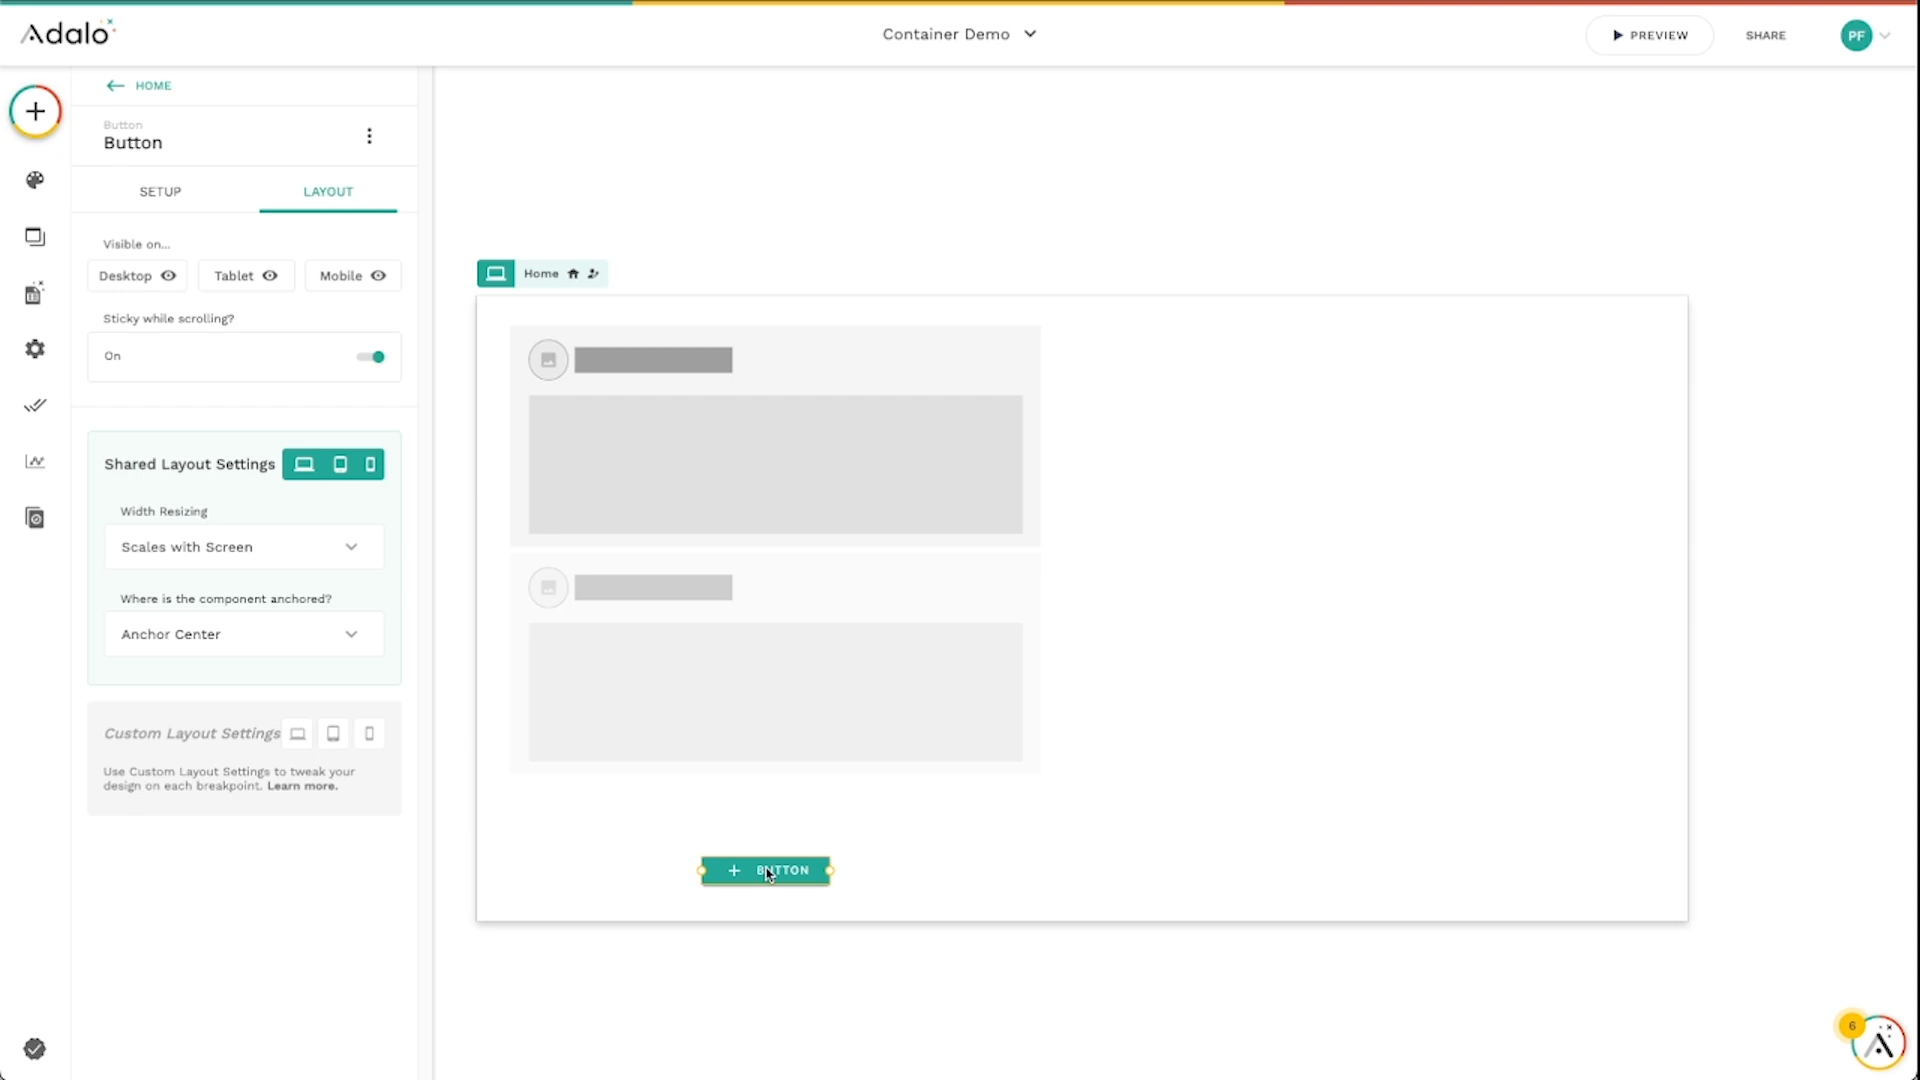 Adalo
Container Demo
PREVIEW
SHARE
PF
HOME
Button
Button
SETUP
LAYOUT
Visible on...
Desktop
Tablet
Mobile
Sticky while scrolling?
On
Shared Layout Settings
Width Resizing
Scales with Screen
Where is the component anchored?
Anchor Center
Custom Layout Settings
Use Custom Layout Settings to tweak your
design on each breakpoint. Learn more.
Home
BUTTON
6